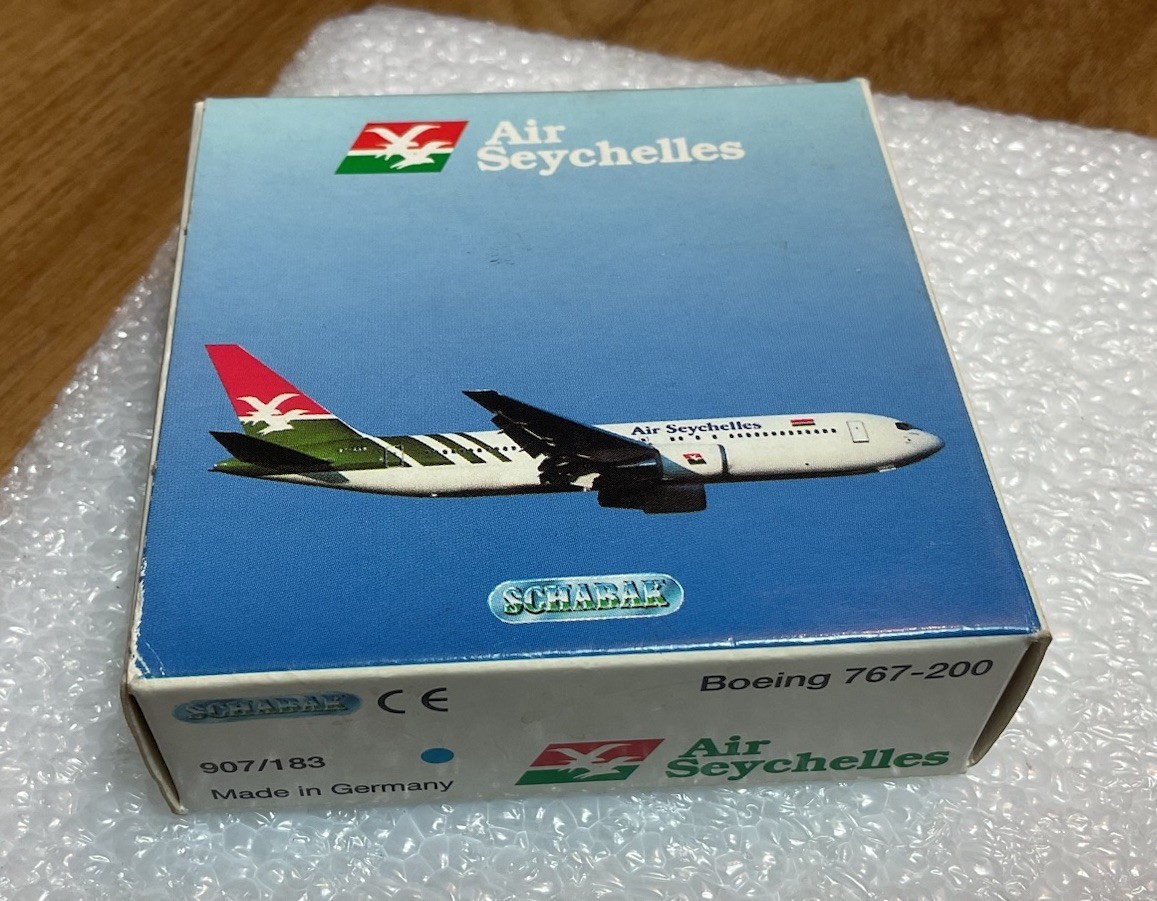 Air
Seychelles
Air Seychelles
SCHABAK
SCHABAK CE
Boeing 767-200
907/183
Made in Germany
Air
Seychelles